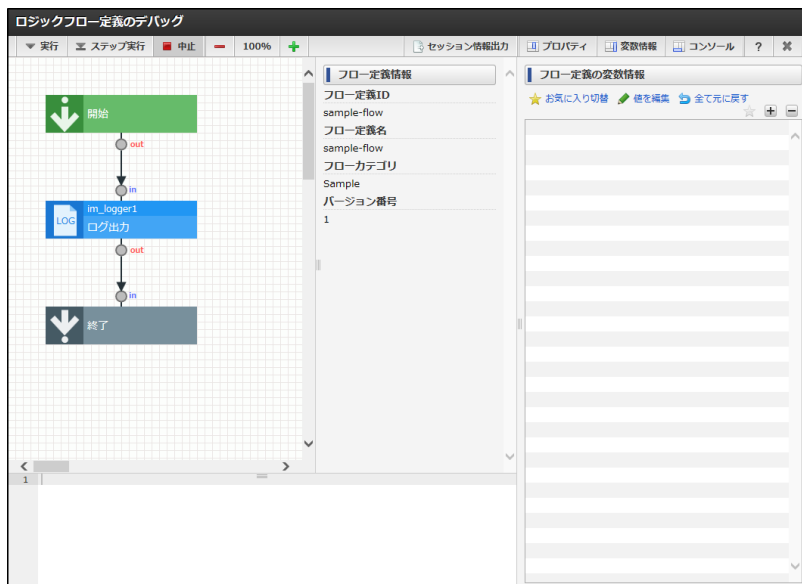 ロジックフロー定義のデバッグ
実行 ステップ実行 中止 100% セッション情報出力 プロパティ 変数情報 コンソール ?
開始
out
in
im_logger1
LOG
ログ出力
out
in
終了
フロー定義情報
フロー定義ID
sample-flow
フロー定義名
sample-flow
フローカテゴリ
Sample
バージョン番号
1
フロー定義の変数情報
お気に入り切替 値を編集 全て元に戻す
1